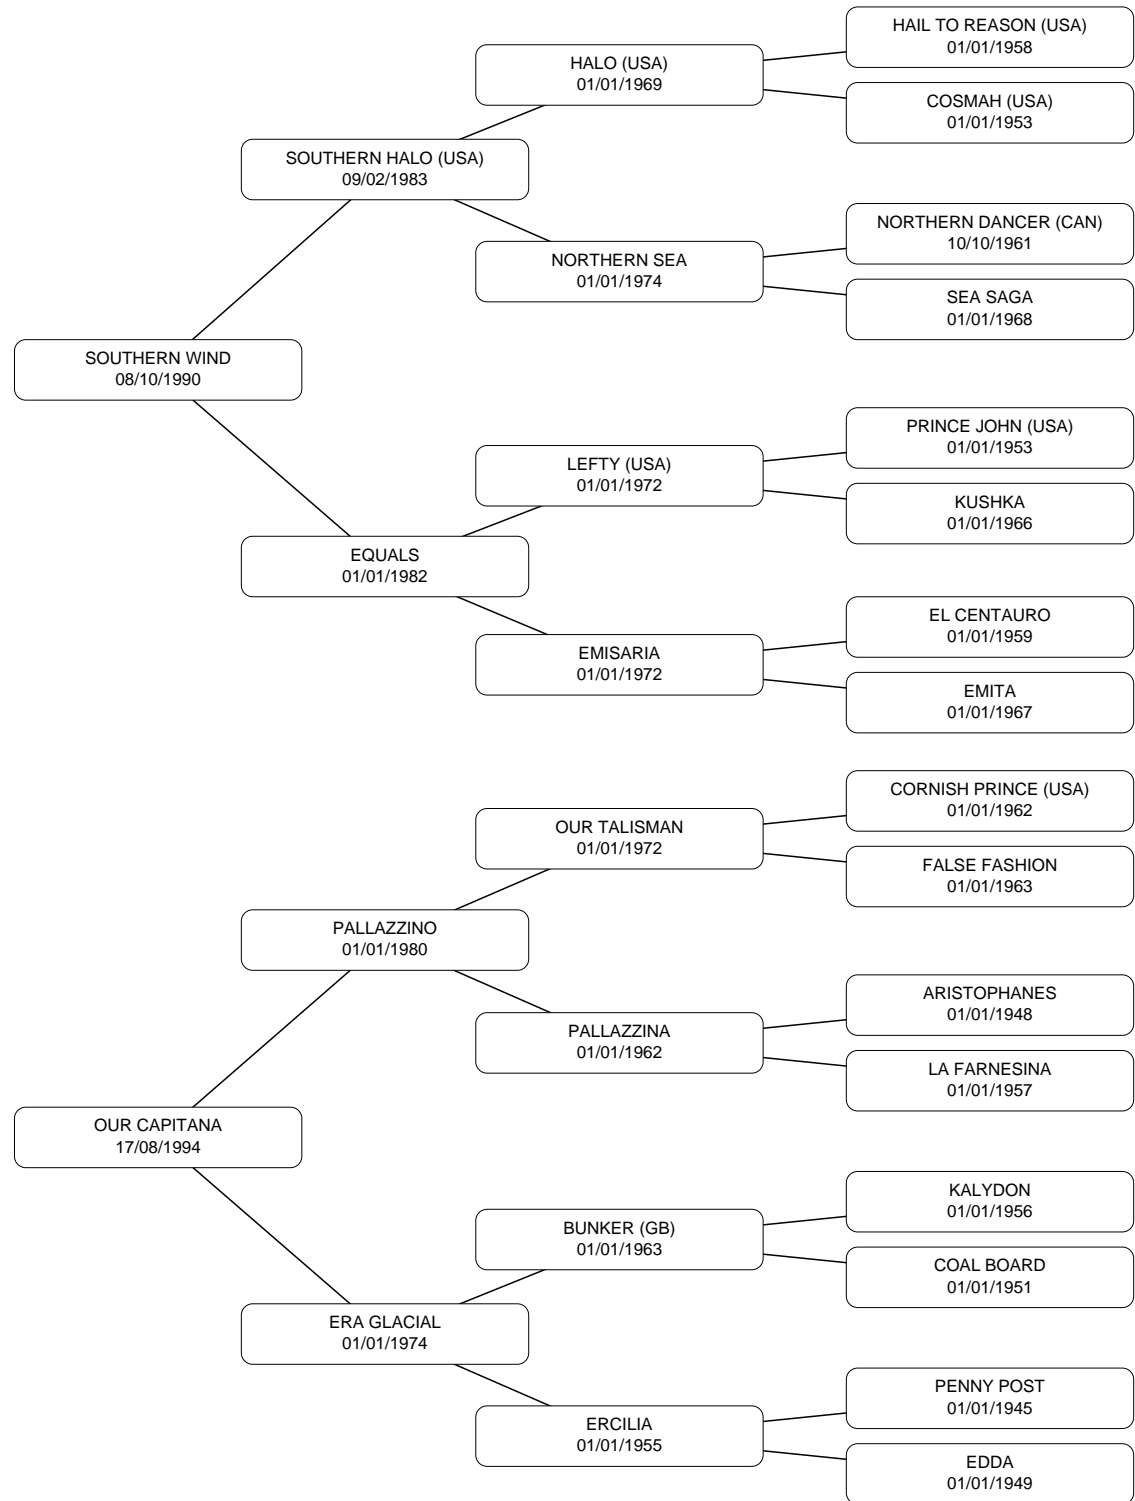 HAIL TO REASON (USA)
01/01/1958
HALO (USA)
01/01/1969
COSMAH (USA)
01/01/1953
SOUTHERN HALO (USA)
09/02/1983
NORTHERN DANCER (CAN)
10/10/1961
NORTHERN SEA
01/01/1974
SEA SAGA
01/01/1968
SOUTHERN WIND
08/10/1990
PRINCE JOHN (USA)
01/01/1953
LEFTY (USA)
01/01/1972
KUSHKA
01/01/1966
EQUALS
01/01/1982
EL CENTAURO
01/01/1959
EMISARIA
01/01/1972
EMITA
01/01/1967
CORNISH PRINCE (USA)
01/01/1962
OUR TALISMAN
01/01/1972
FALSE FASHION
01/01/1963
PALLAZZINO
01/01/1980
ARISTOPHANES
01/01/1948
PALLAZZINA
01/01/1962
LA FARNESINA
01/01/1957
OUR CAPITANA
17/08/1994
KALYDON
01/01/1956
BUNKER (GB)
01/01/1963
COAL BOARD
01/01/1951
ERA GLACIAL
01/01/1974
PENNY POST
01/01/1945
ERCILIA
01/01/1955
EDDA
01/01/1949